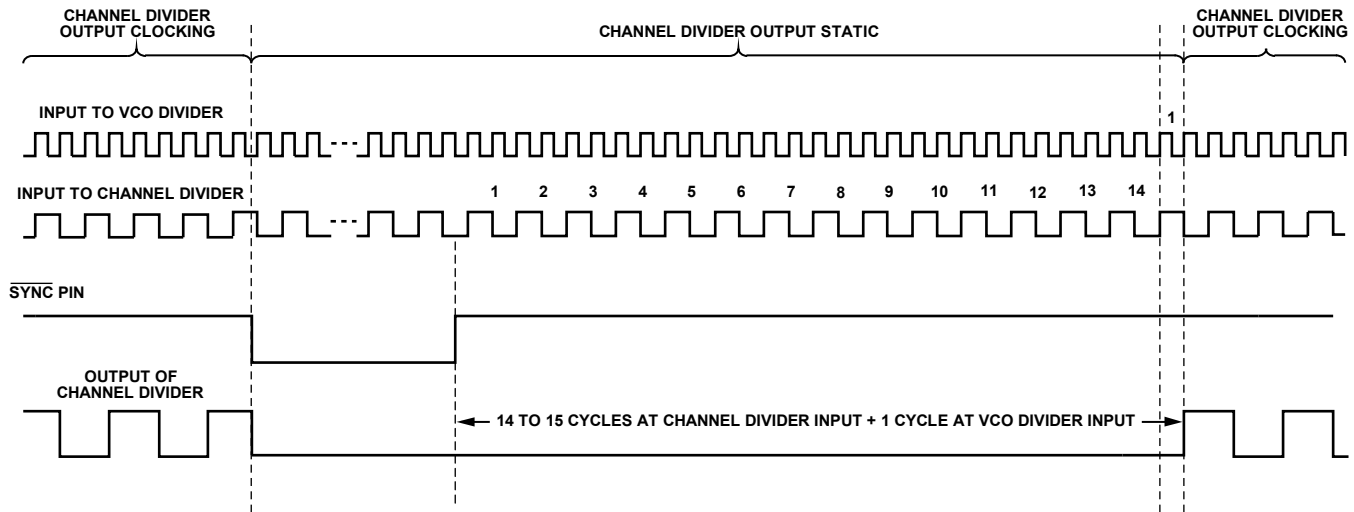 CHANNEL DIVIDER
OUTPUT CLOCKING
CHANNEL DIVIDER OUTPUT STATIC
CHANNEL DIVIDER
OUTPUT CLOCKING
INPUT TO VCO DIVIDER
1
INPUT TO CHANNEL DIVIDER
1 2 3 4 5 6 7 8 9 10 11 12 13 14
SYNC PIN
OUTPUT OF
CHANNEL DIVIDER
14 TO 15 CYCLES AT CHANNEL DIVIDER INPUT + 1 CYCLE AT VCO DIVIDER INPUT